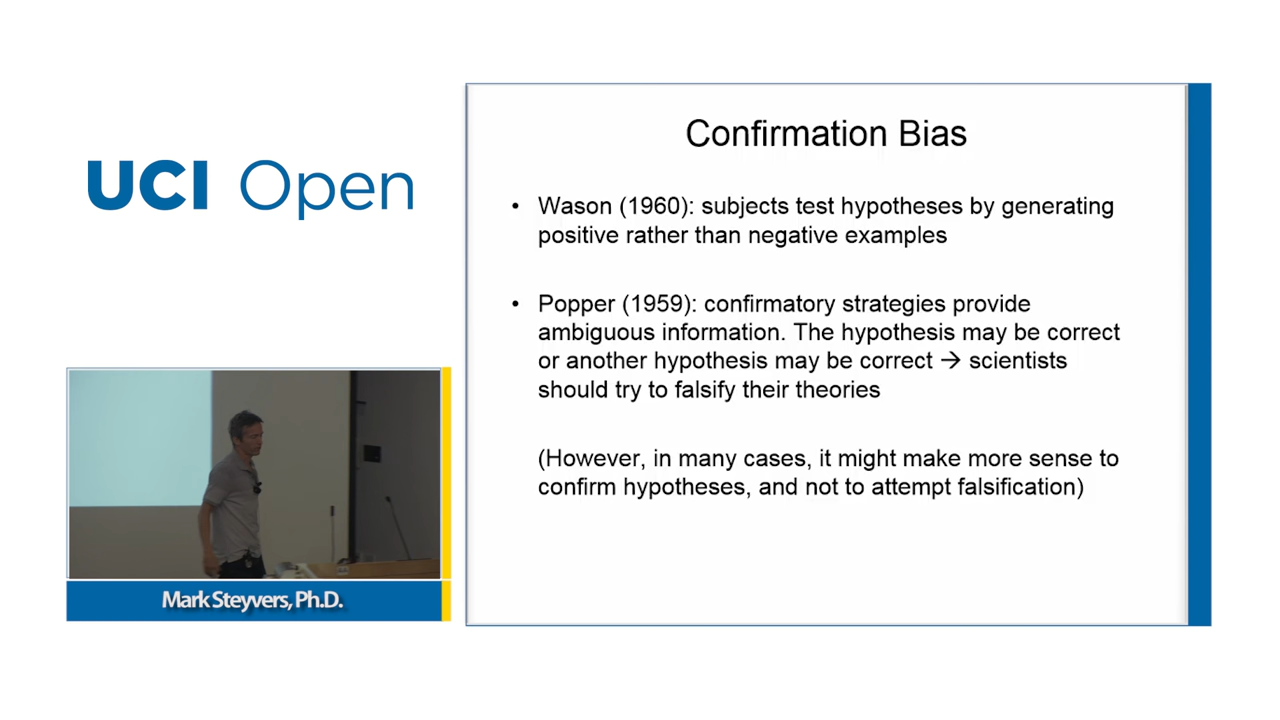 UCI Open
Confirmation Bias
• Wason (1960): subjects test hypotheses by generating
positive rather than negative examples
• Popper (1959): confirmatory strategies provide
ambiguous information. The hypothesis may be correct
or another hypothesis may be correct → scientists
should try to falsify their theories
(However, in many cases, it might make more sense to
confirm hypotheses, and not to attempt falsification)
Mark Steyvers, Ph.D.